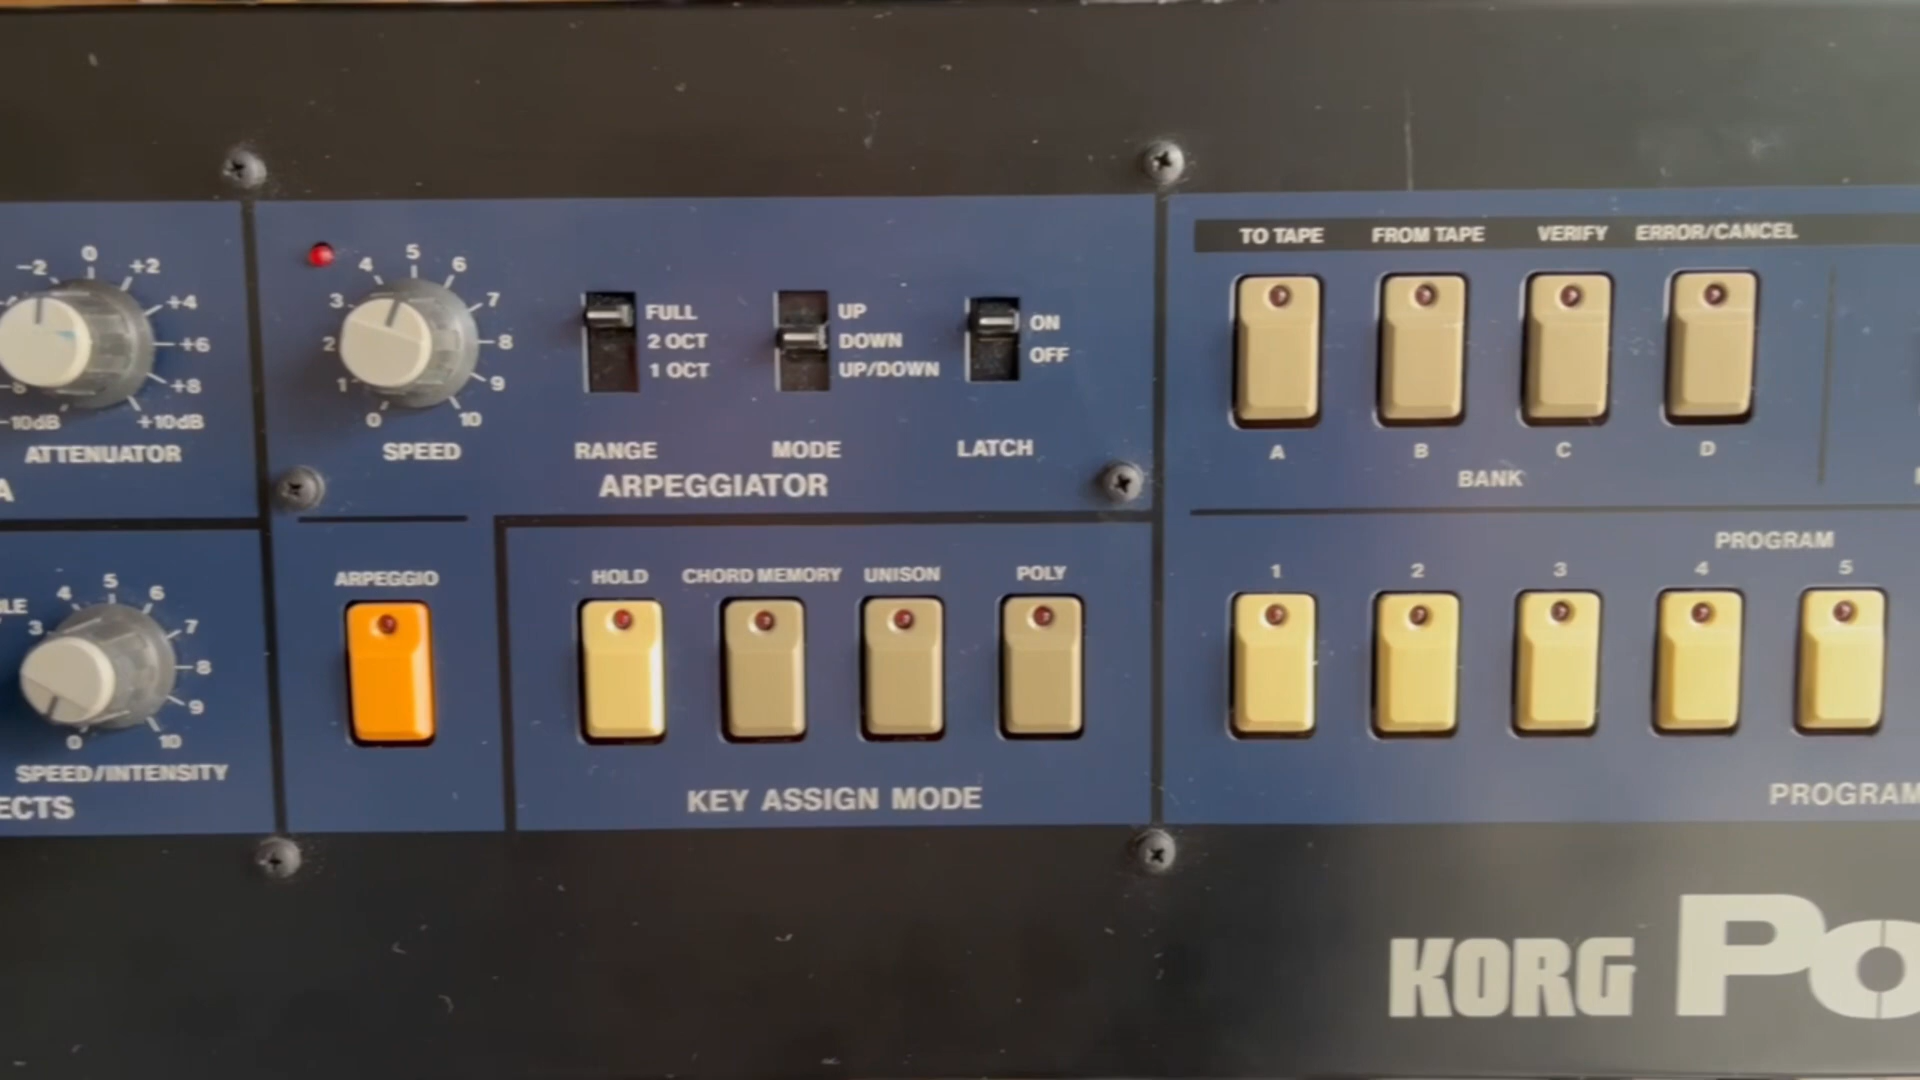 TO TAPE FROM TAPE VERIFY ERROR/CANCEL
-2 0 +2 +4 +6 +8 +10dB -10dB
ATTENUATOR
0 1 2 3 4 5 6 7 8 9 10
SPEED
FULL
2 OCT
1 OCT
RANGE
UP
DOWN
UP/DOWN
MODE
ON
OFF
LATCH
ARPEGGIATOR
A B C D
BANK
3 4 5 6 7 8 9 10 0
SPEED/INTENSITY
ARPEGGIO
HOLD CHORD MEMORY UNISON POLY
KEY ASSIGN MODE
PROGRAM
1 2 3 4 5
PROGRAM
KORG Po